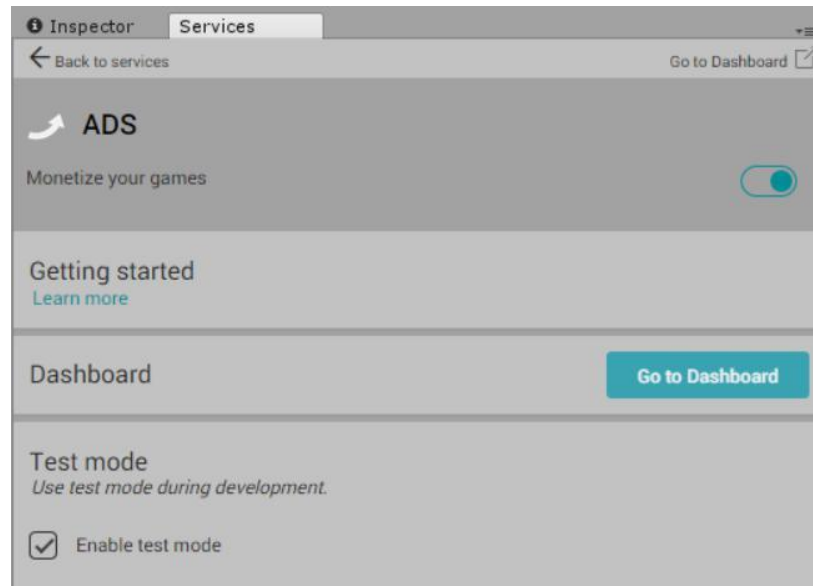 Inspector
Services
Back to services
Go to Dashboard
ADS
Monetize your games
Getting started
Learn more
Dashboard
Go to Dashboard
Test mode
Use test mode during development.
Enable test mode